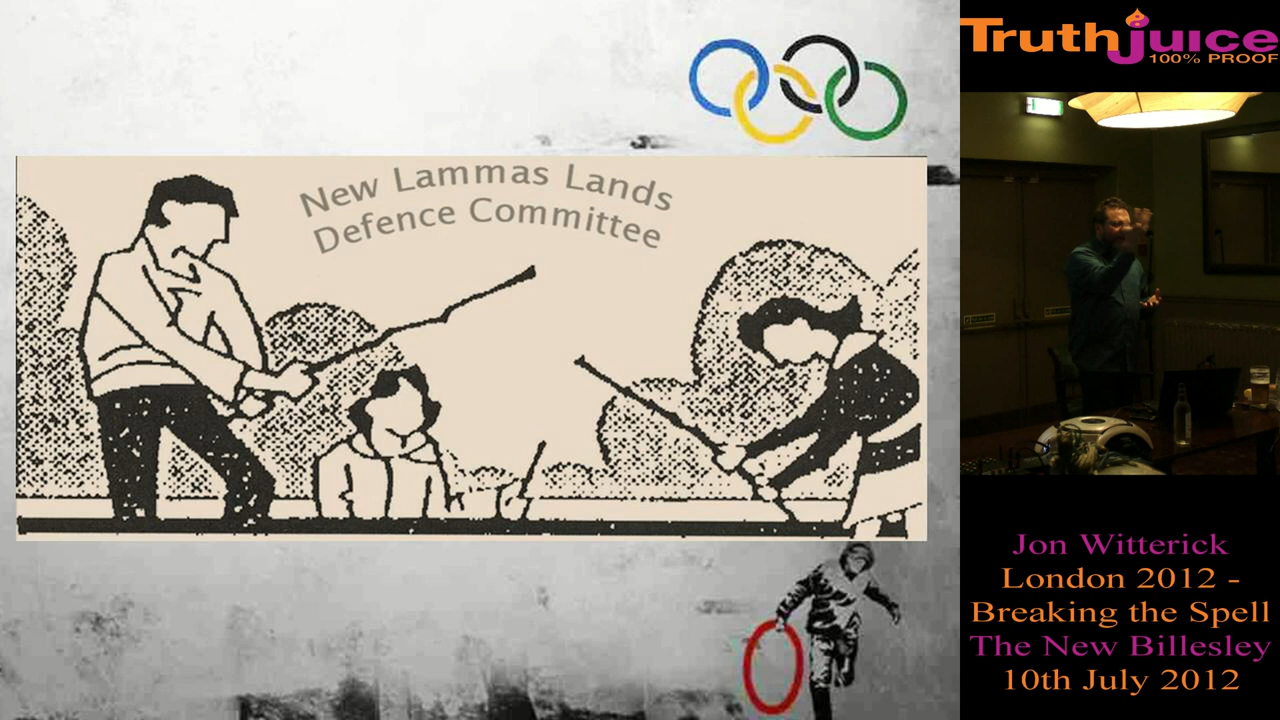 New Lammas Lands
Defence Committee
Truthjuice
100% PROOF
Jon Witterick
London 2012 -
Breaking the Spell
The New Billesley
10th July 2012